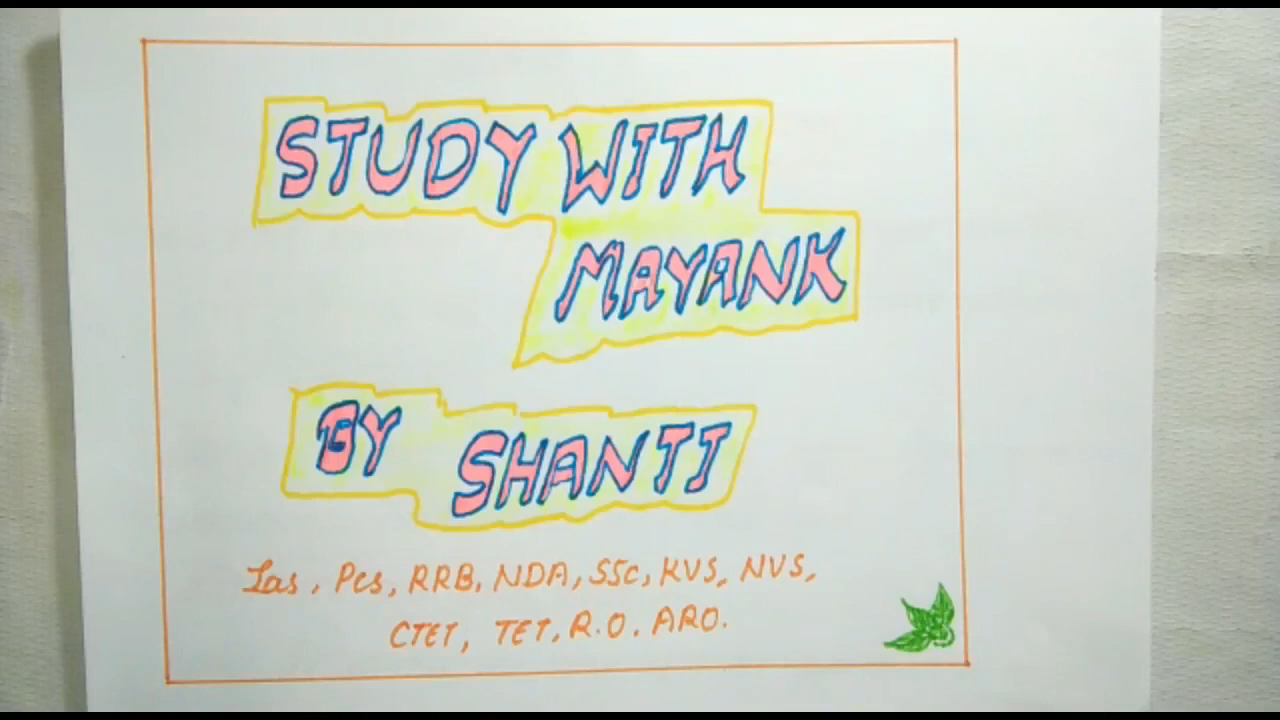 STUDY WITH
MAYANK
BY SHANTI
Ias, Pcs, RRB, NDA, SSC, KVS, NVS,
CTET, TET, R.O. ARO.